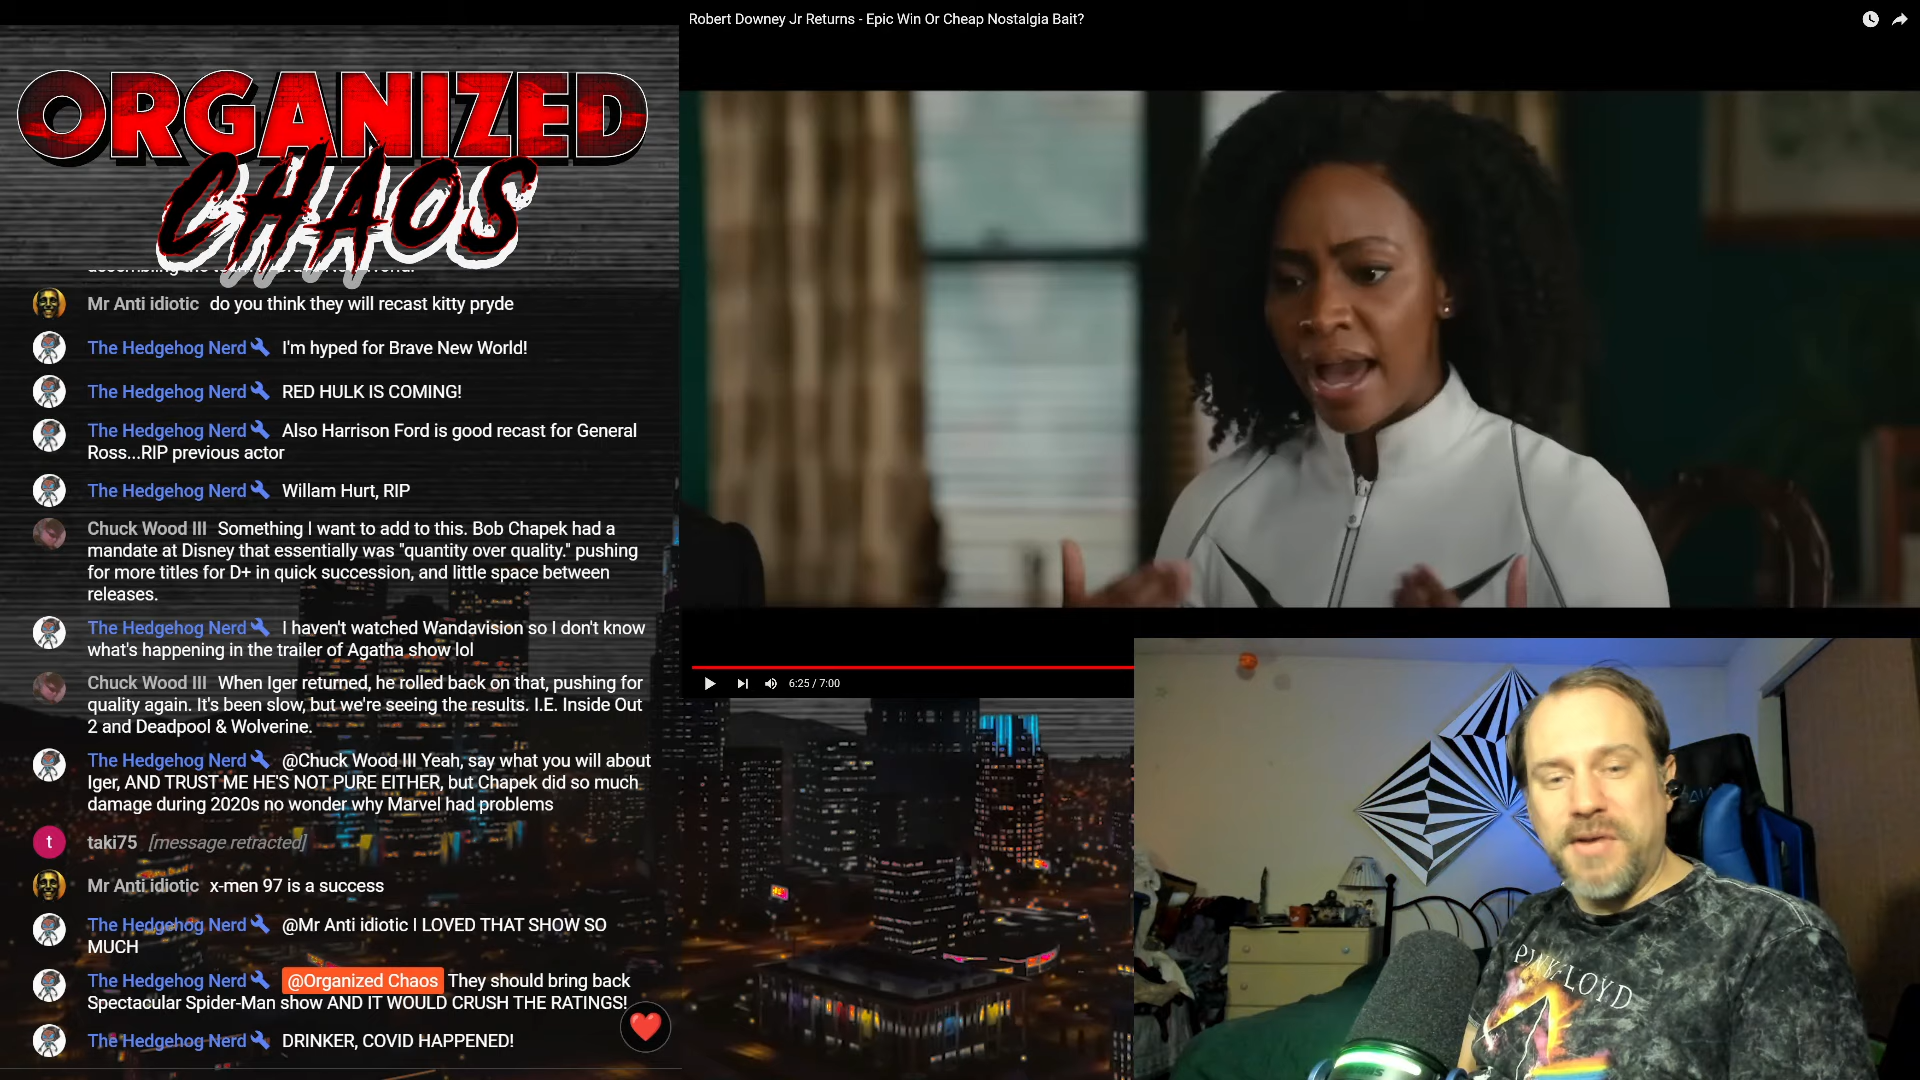 Robert Downey Jr Returns - Epic Win Or Cheap Nostalgia Bait?
ORGANIZED
CHAOS
Mr Anti idiotic do you think they will recast kitty pryde
The Hedgehog Nerd I'm hyped for Brave New World!
The Hedgehog Nerd RED HULK IS COMING!
The Hedgehog Nerd Also Harrison Ford is good recast for General
Ross...RIP previous actor
The Hedgehog Nerd Willam Hurt, RIP
Chuck Wood III Something I want to add to this. Bob Chapek had a
mandate at Disney that essentially was "quantity over quality." pushing
for more titles for D+ in quick succession, and little space between
releases.
The Hedgehog Nerd I haven't watched Wandavision so I don't know
what's happening in the trailer of Agatha show lol
Chuck Wood III When Iger returned, he rolled back on that, pushing for
quality again. It's been slow, but we're seeing the results. I.E. Inside Out
2 and Deadpool & Wolverine.
The Hedgehog Nerd @Chuck Wood III Yeah, say what you will about
Iger, AND TRUST ME HE'S NOT PURE EITHER, but Chapek did so much
damage during 2020s no wonder why Marvel had problems
t taki75 [message retracted]
Mr Anti idiotic x-men 97 is a success
The Hedgehog Nerd @Mr Anti idiotic I LOVED THAT SHOW SO
MUCH
The Hedgehog Nerd @Organized Chaos They should bring back
Spectacular Spider-Man show AND IT WOULD CRUSH THE RATINGS!
The Hedgehog Nerd DRINKER, COVID HAPPENED!
6:25 / 7:00
PINK FLOYD